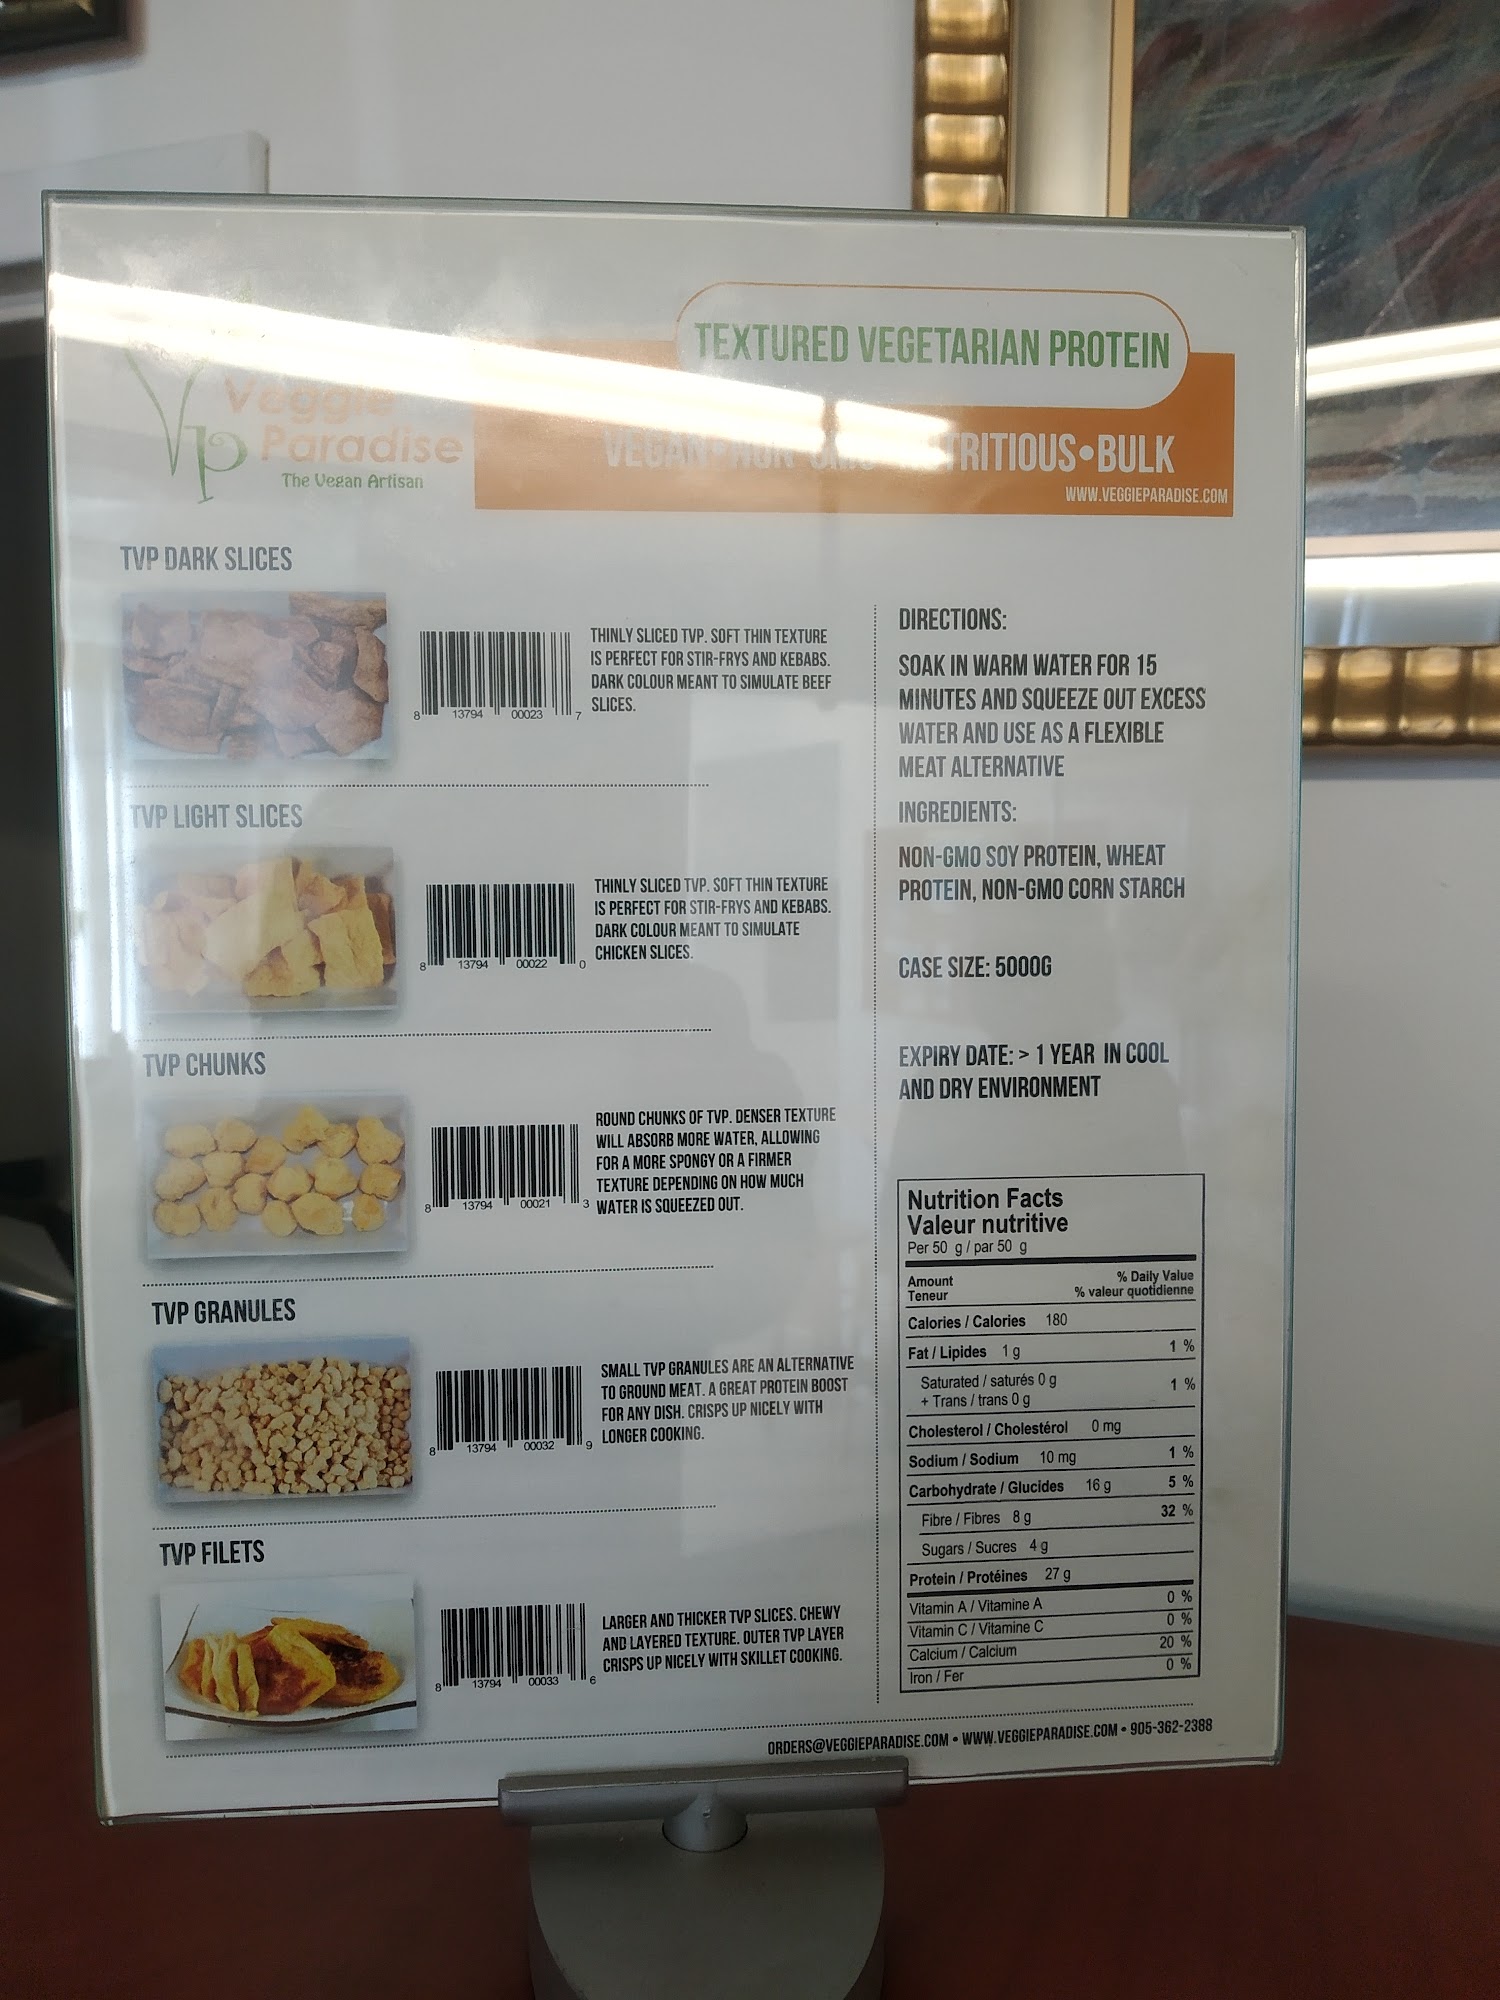 Veggie
Paradise
The Vegan Artisan
TEXTURED VEGETARIAN PROTEIN
VEGAN • NON • BULK
WWW.VEGGIEPARADISE.COM
TVP DARK SLICES
8 13794 00023 7
THINLY SLICED TVP. SOFT THIN TEXTURE
IS PERFECT FOR STIR-FRYS AND KEBABS.
DARK COLOUR MEANT TO SIMULATE BEEF
SLICES.
TVP LIGHT SLICES
8 13794 00022 0
THINLY SLICED TVP. SOFT THIN TEXTURE
IS PERFECT FOR STIR-FRYS AND KEBABS.
DARK COLOUR MEANT TO SIMULATE
CHICKEN SLICES.
TVP CHUNKS
8 13794 00021 3
ROUND CHUNKS OF TVP. DENSER TEXTURE
WILL ABSORB MORE WATER, ALLOWING
FOR A MORE SPONGY OR A FIRMER
TEXTURE DEPENDING ON HOW MUCH
WATER IS SQUEEZED OUT.
TVP GRANULES
8 13794 00032 9
SMALL TVP GRANULES ARE AN ALTERNATIVE
TO GROUND MEAT. A GREAT PROTEIN BOOST
FOR ANY DISH. CRISPS UP NICELY WITH
LONGER COOKING.
TVP FILETS
8 13794 00033 6
LARGER AND THICKER TVP SLICES. CHEWY
AND LAYERED TEXTURE. OUTER TVP LAYER
CRISPS UP NICELY WITH SKILLET COOKING.
DIRECTIONS:
SOAK IN WARM WATER FOR 15
MINUTES AND SQUEEZE OUT EXCESS
WATER AND USE AS A FLEXIBLE
MEAT ALTERNATIVE
INGREDIENTS:
NON-GMO SOY PROTEIN, WHEAT
PROTEIN, NON-GMO CORN STARCH
CASE SIZE: 5000G
EXPIRY DATE: > 1 YEAR IN COOL
AND DRY ENVIRONMENT
Nutrition Facts
Valeur nutritive
Per 50 g / par 50 g
Amount % Daily Value
Teneur % valeur quotidienne
Calories / Calories 180
Fat / Lipides 1 g 1 %
Saturated / saturés 0 g 1 %
+ Trans / trans 0 g
Cholesterol / Cholestérol 0 mg
Sodium / Sodium 10 mg 1 %
Carbohydrate / Glucides 16 g 5 %
Fibre / Fibres 8 g 32 %
Sugars / Sucres 4 g
Protein / Protéines 27 g
Vitamin A / Vitamine A 0 %
Vitamin C / Vitamine C 0 %
Calcium / Calcium 20 %
Iron / Fer 0 %
ORDERS@VEGGIEPARADISE.COM • WWW.VEGGIEPARADISE.COM • 905-362-2388